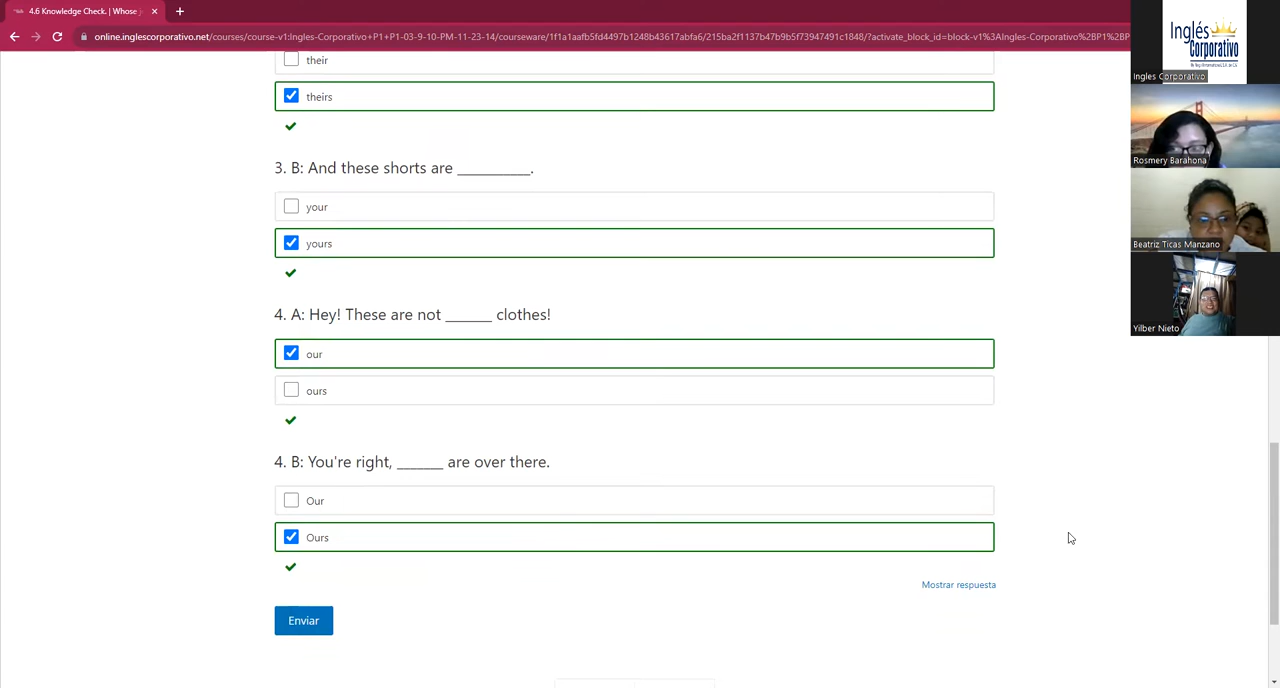 4.6 Knowledge Check. | Whose j
online.inglescorporativo.net/courses/course-v1:Ingles-Corporativo+P1+P1-03-9-10-PM-11-23-14/courseware/1f1a1aafb5fd4497b1248b43617abfa6/215ba2f1137b47b9b5f73947491c1848/?activate_block_id=block-v1%3AIngles-Corporativo%2BP1%2BP
their
theirs
3. B: And these shorts are __________.
your
yours
4. A: Hey! These are not ______ clothes!
our
ours
4. B: You're right, ______ are over there.
Our
Ours
Mostrar respuesta
Enviar
Inglés
Corporativo
Ingles Corporativo
Rosmery Barahona
Beatriz Ticas Manzano
Yilber Nieto